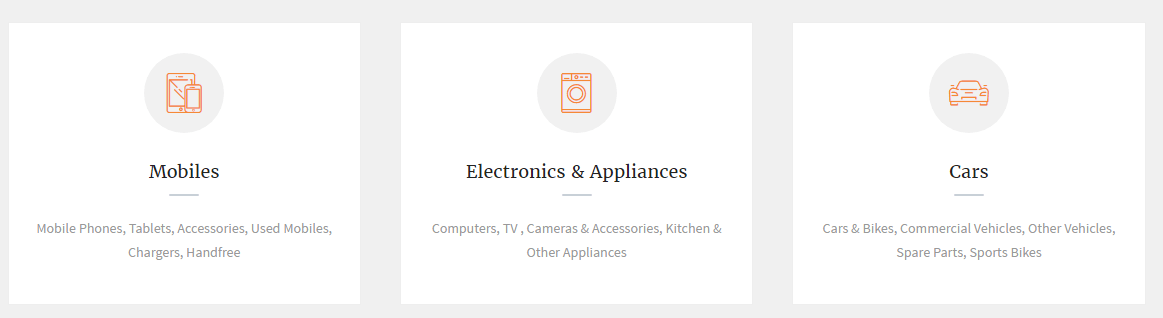 Mobiles
Mobile Phones, Tablets, Accessories, Used Mobiles,
Chargers, Handfree
Electronics & Appliances
Computers, TV , Cameras & Accessories, Kitchen &
Other Appliances
Cars
Cars & Bikes, Commercial Vehicles, Other Vehicles,
Spare Parts, Sports Bikes